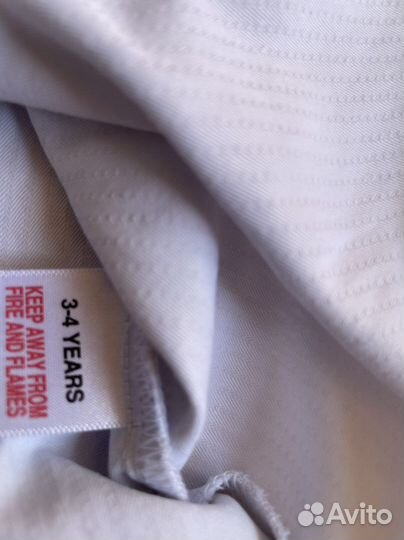 3-4 YEARS
KEEP AWAY FROM
FIRE AND FLAMES
Avito